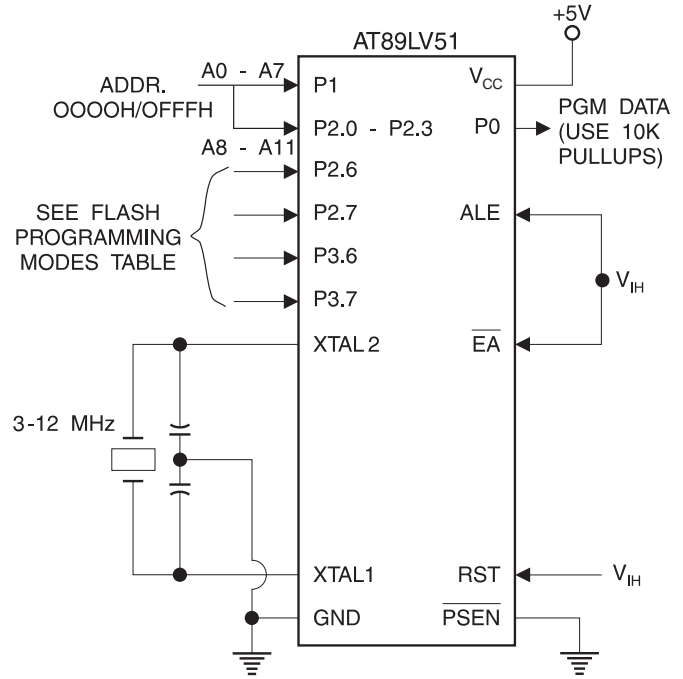 +5V
AT89LV51
A0 - A7
ADDR.
OOOOH/OFFFH
P1
VCC
PGM DATA
(USE 10K
PULLUPS)
P2.0 - P2.3
P0
A8 - A11
P2.6
SEE FLASH
PROGRAMMING
MODES TABLE
P2.7
ALE
P3.6
VIH
P3.7
XTAL 2
EA
3-12 MHz
XTAL1
RST
VIH
GND
PSEN